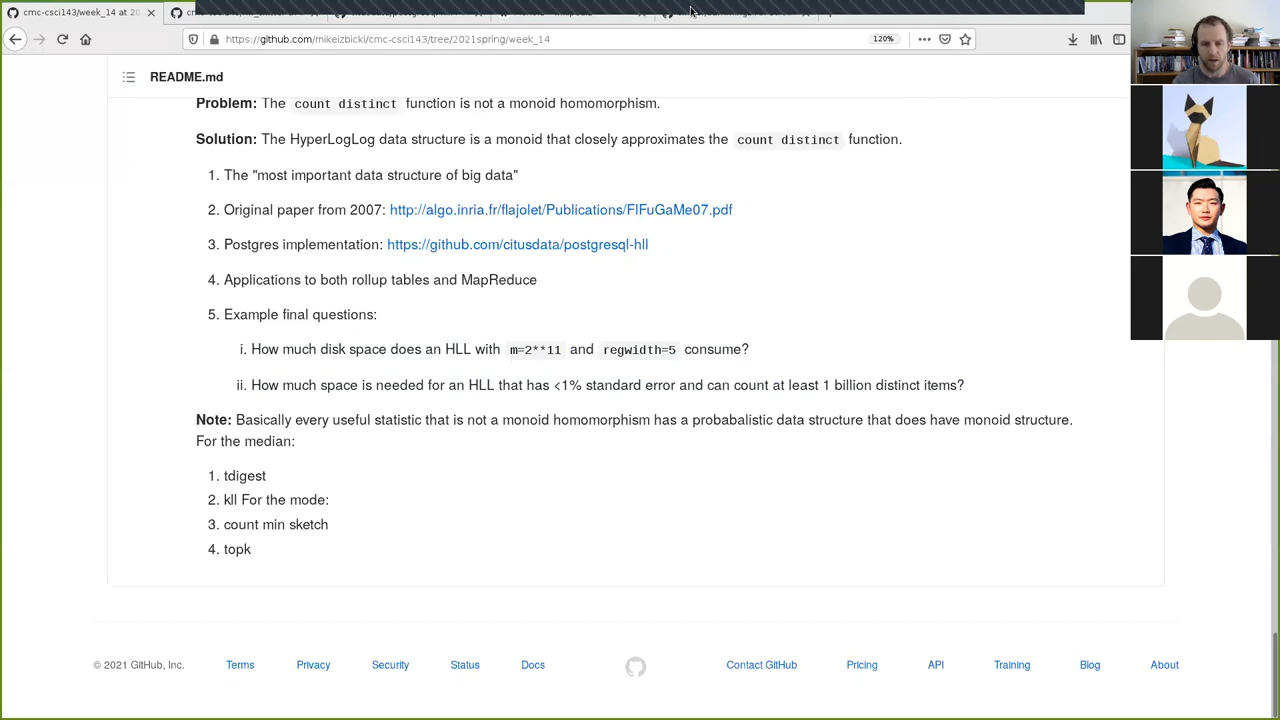 cmc-csci143/week_14 at 20
https://github.com/mikeizbicki/cmc-csci143/tree/2021spring/week_14
120%
README.md
Problem: The count distinct function is not a monoid homomorphism.
Solution: The HyperLogLog data structure is a monoid that closely approximates the count distinct function.
1. The "most important data structure of big data"
2. Original paper from 2007: http://algo.inria.fr/flajolet/Publications/FlFuGaMe07.pdf
3. Postgres implementation: https://github.com/citusdata/postgresql-hll
4. Applications to both rollup tables and MapReduce
5. Example final questions:
i. How much disk space does an HLL with m=2**11 and regwidth=5 consume?
ii. How much space is needed for an HLL that has <1% standard error and can count at least 1 billion distinct items?
Note: Basically every useful statistic that is not a monoid homomorphism has a probabalistic data structure that does have monoid structure.
For the median:
1. tdigest
2. kll For the mode:
3. count min sketch
4. topk
© 2021 GitHub, Inc. Terms Privacy Security Status Docs Contact GitHub Pricing API Training Blog About